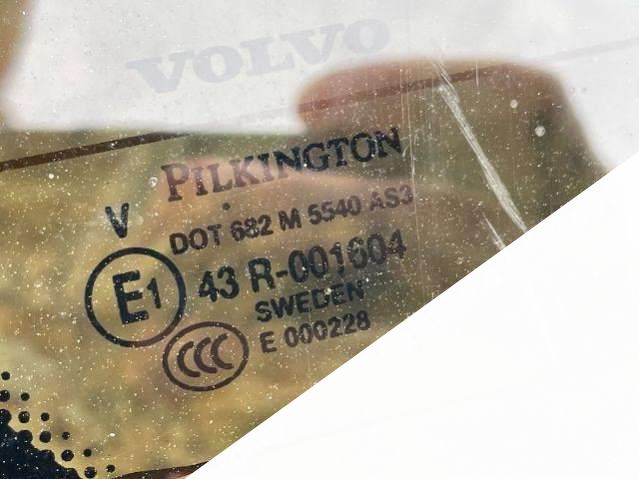 VOLVO
PILKINGTON
V
DOT 682 M 5540 AS3
E1
43 R-001604
SWEDEN
CCC
E 000228